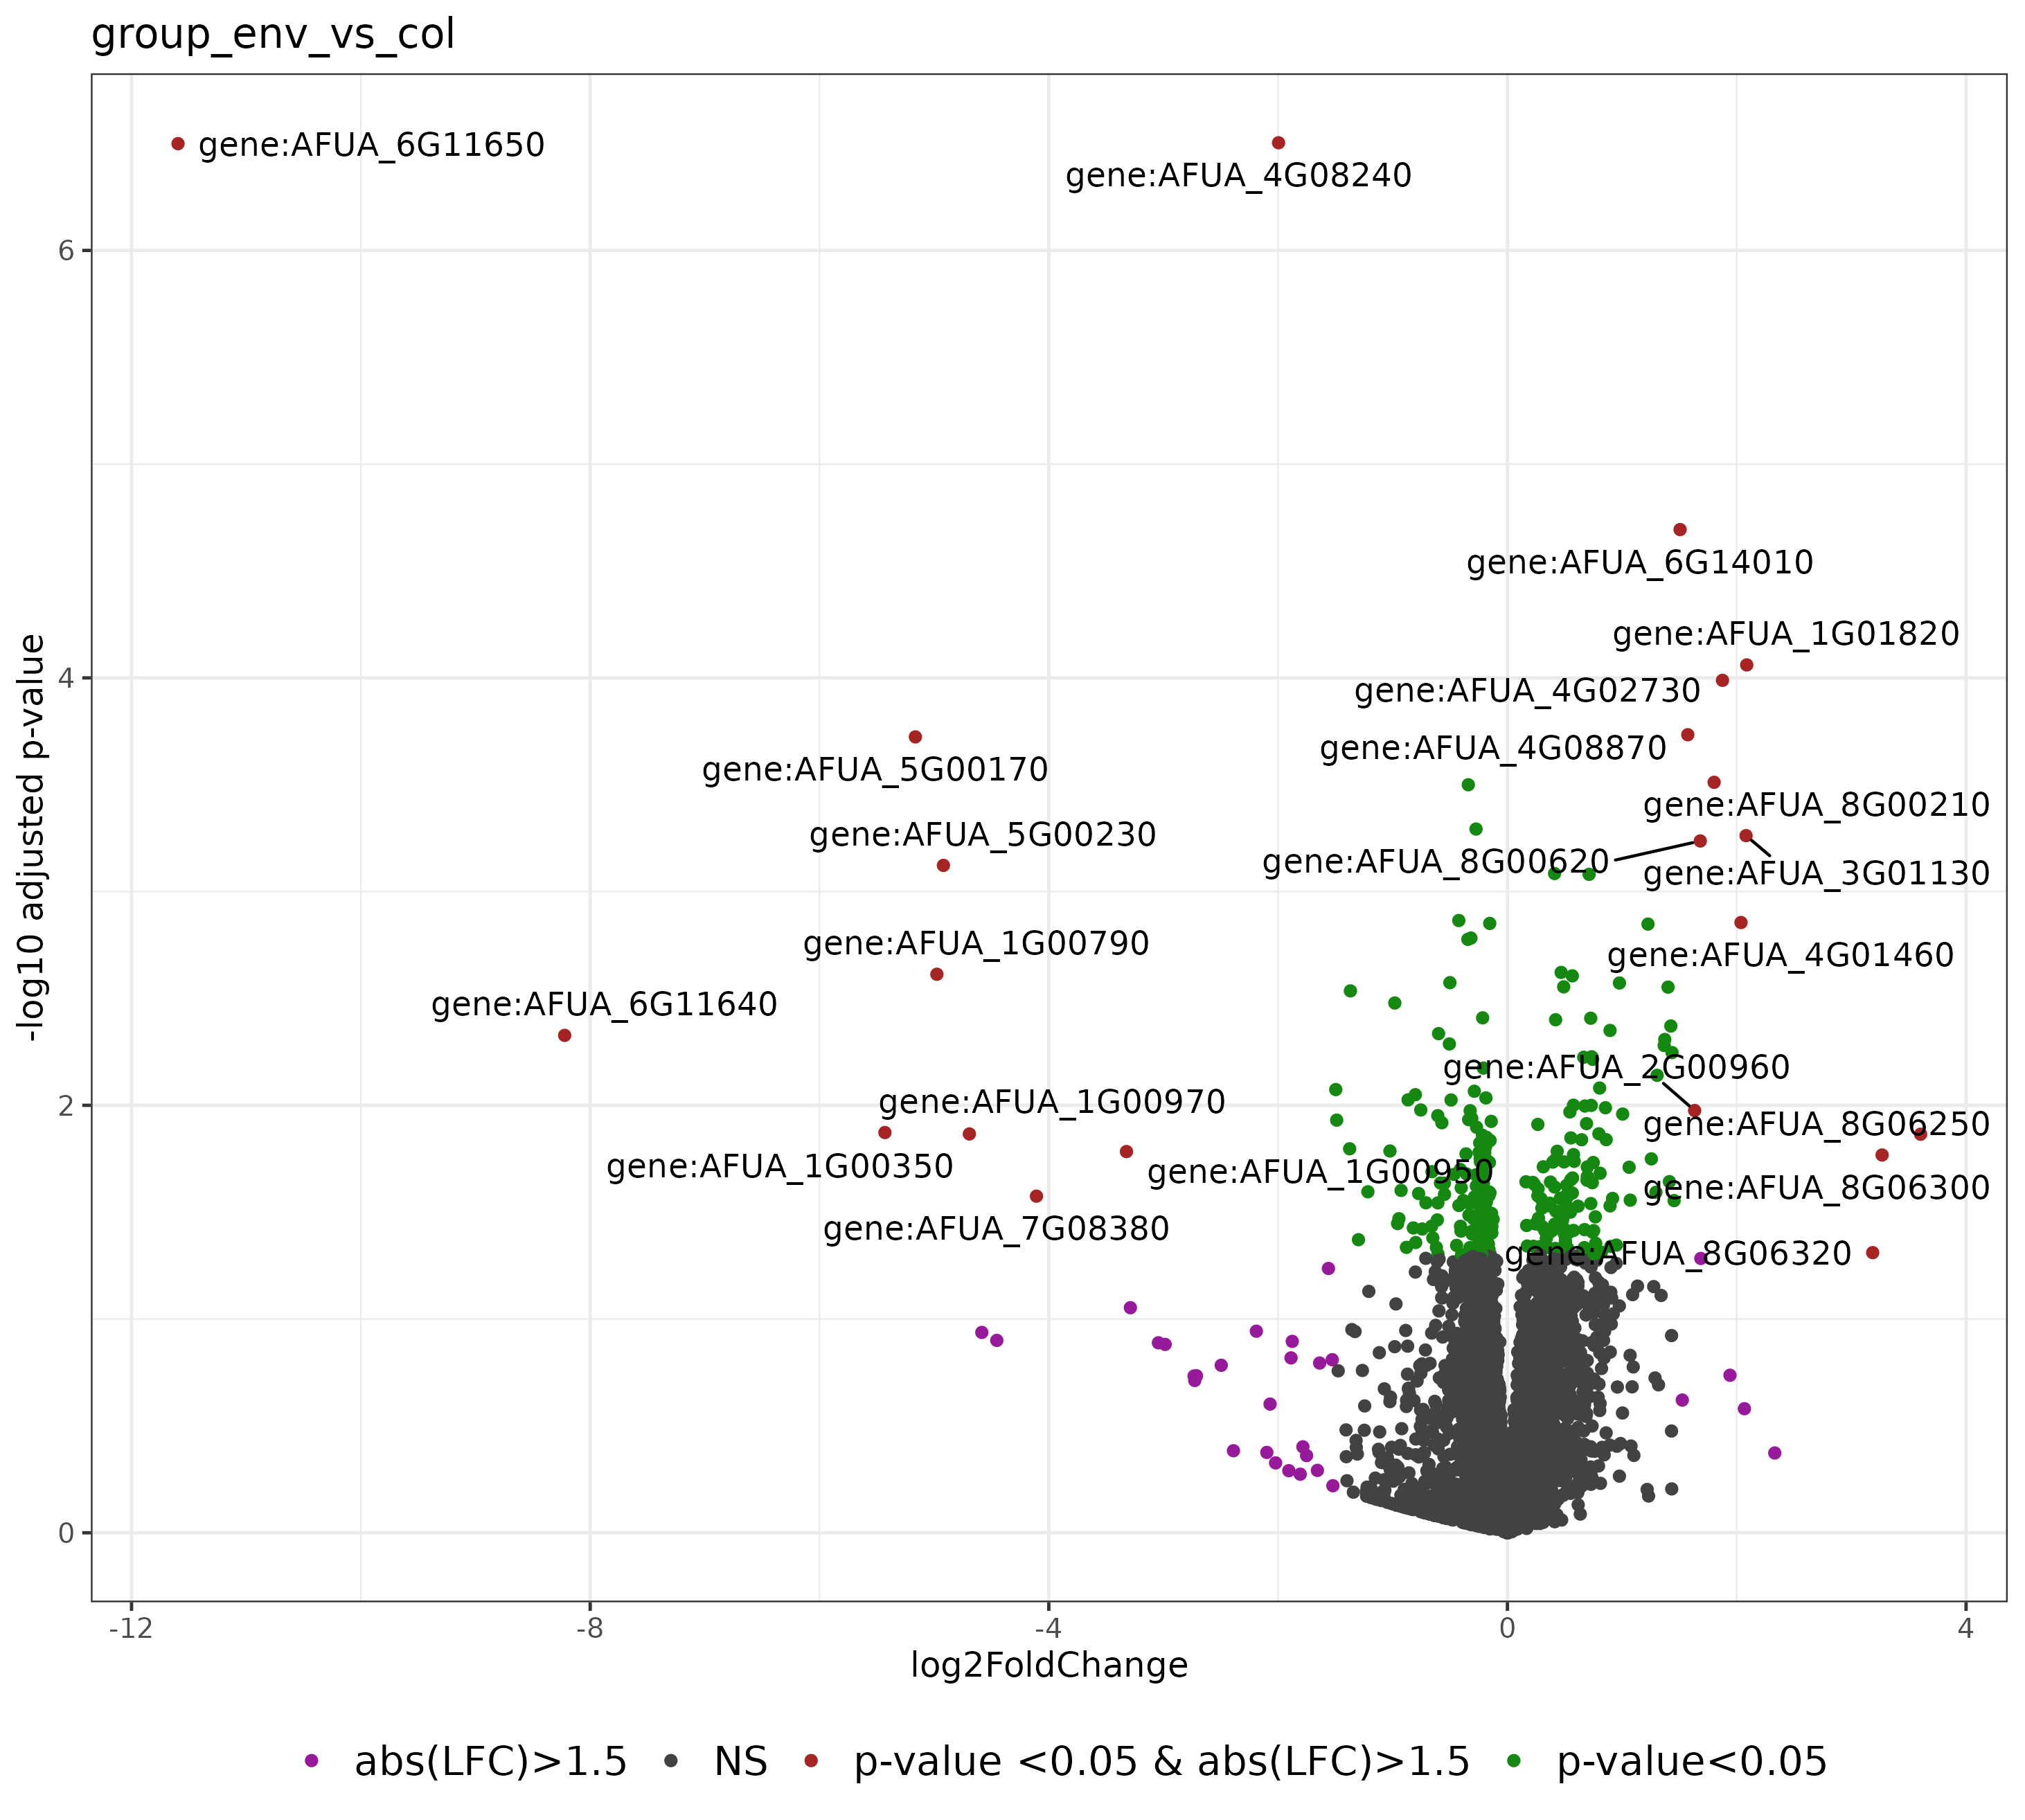 group_env_vs_col
gene:AFUA_6G11650
gene:AFUA_4G08240
6
gene:AFUA_6G14010
gene:AFUA_1G01820
4
gene:AFUA_4G02730
gene:AFUA_4G08870
gene:AFUA_5G00170
gene:AFUA_8G00210
gene:AFUA_5G00230
gene:AFUA_8G00620
gene:AFUA_3G01130
gene:AFUA_1G00790
gene:AFUA_4G01460
gene:AFUA_6G11640
gene:AFUA_2G00960
2
gene:AFUA_1G00970
gene:AFUA_8G06250
gene:AFUA_1G00350
gene:AFUA_1G00950
gene:AFUA_8G06300
gene:AFUA_7G08380
gene:AFUA_8G06320
0
-log10 adjusted p-value
-12
-8
-4
0
4
log2FoldChange
abs(LFC)>1.5
NS
p-value <0.05 & abs(LFC)>1.5
p-value<0.05